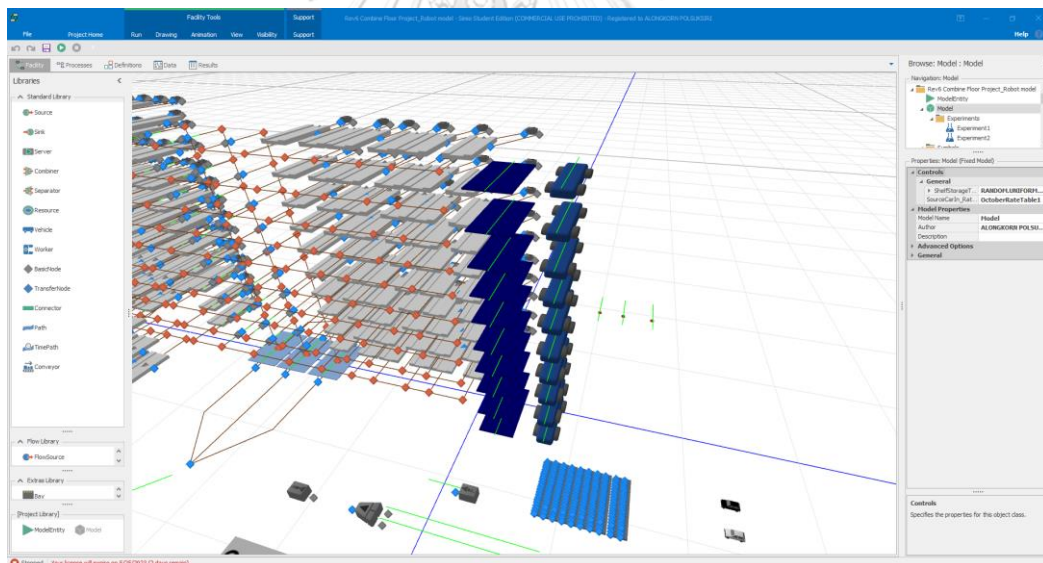 Facility Tools
Support
Rev6 Combine Floor Project_Robot model - Simio Student Edition [COMMERCIAL USE PROHIBITED] - Registered to ALONGKORN POLSUKSRI
File
Project Home
Run
Drawing
Animation
View
Visibility
Support
Help
Facility
Processes
Definitions
Data
Results
Libraries
Standard Library
Source
Sink
Server
Combiner
Separator
Resource
Vehicle
Worker
BasicNode
TransferNode
Connector
Path
TimePath
Conveyor
Flow Library
FlowSource
Extras Library
Bay
[Project Library]
ModelEntity
Model
Browse: Model : Model
Navigation: Model
Rev6 Combine Floor Project_Robot model
ModelEntity
Model
Experiments
Experiment1
Experiment2
Properties: Model (Fixed Model)
Controls
General
ShelfStorageT... RANDOM.UNIFORM...
SourceCarIn_Rat... OctoberRateTable1
Model Properties
Model Name Model
Author ALONGKORN POLSU...
Description
Advanced Options
General
Controls
Specifies the properties for this object class.